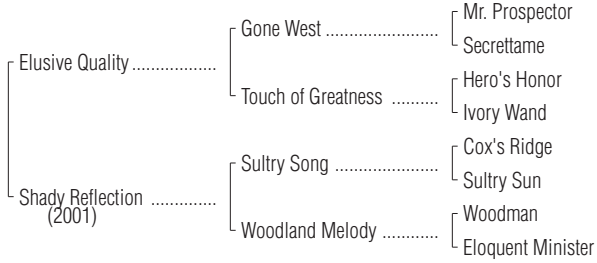 Mr. Prospector
Gone West ......................
Secrettame
Elusive Quality .................
Hero's Honor
Touch of Greatness ..........
Ivory Wand
Cox's Ridge
Sultry Song ....................
Sultry Sun
Shady Reflection .............
(2001)
Woodman
Woodland Melody ...........
Eloquent Minister